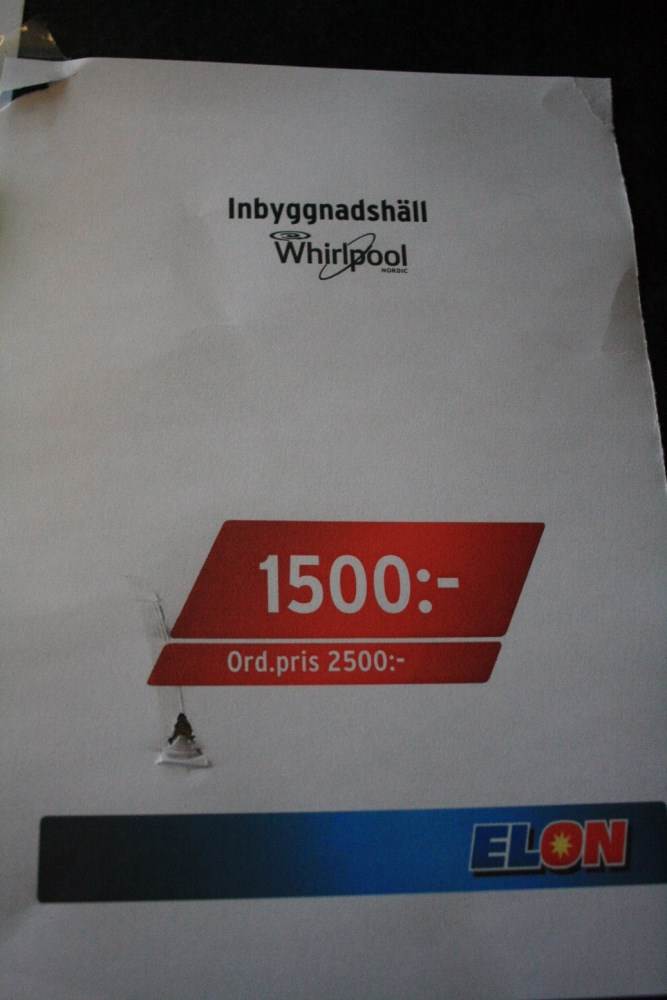 Inbyggnadshäll
Whirlpool
NORDIC
1500:-
Ord.pris 2500:-
ELON